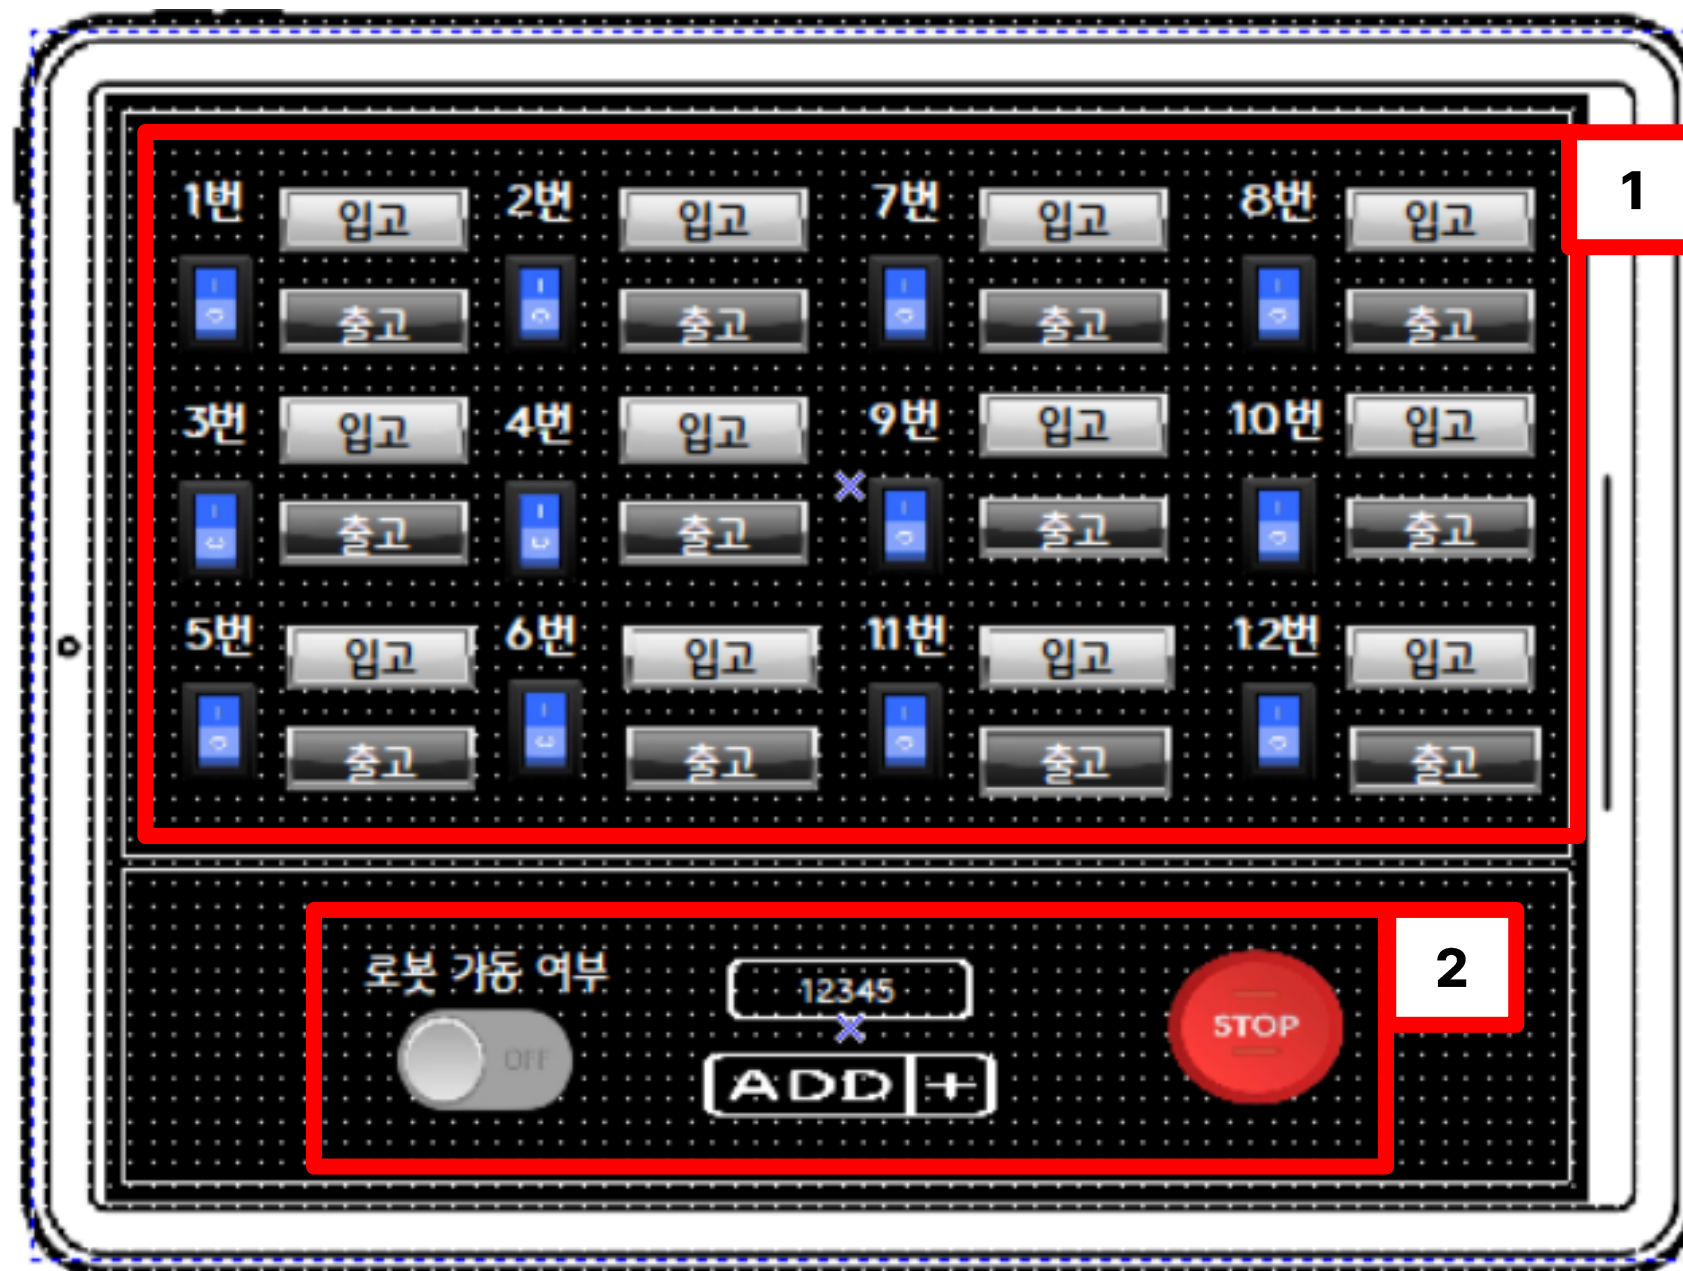 1
1번 입고 2번 입고 7번 입고 8번 입고
출고 출고 출고 출고
3번 입고 4번 입고 9번 입고 10번 입고
출고 출고 출고 출고
5번 입고 6번 입고 11번 입고 12번 입고
출고 출고 출고 출고
2
로봇 가동 여부 12345 STOP
OFF ADD +